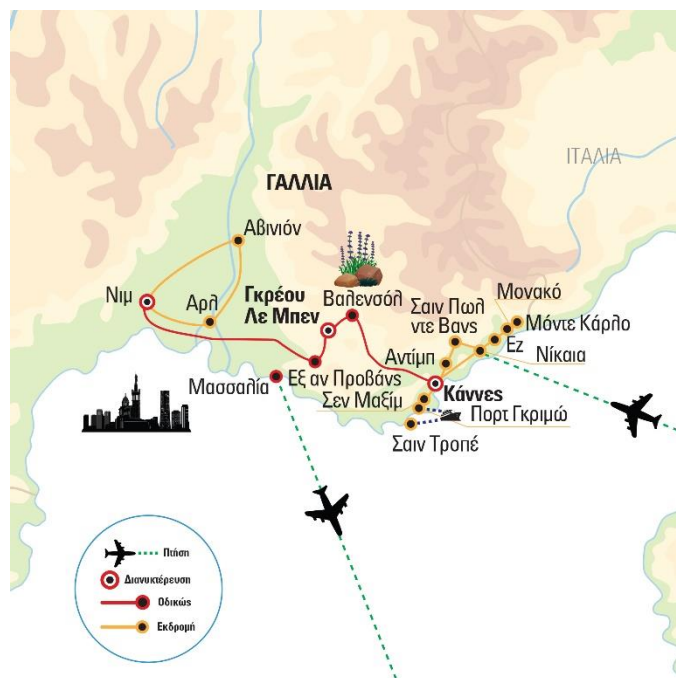 ΙΤΑΛΙΑ
ΓΑΛΛΙΑ
Αβινιόν
Γκρέου
Λε Μπεν
Βαλενσόλ
Νιμ
Αρλ
Σαιν Πωλ
ντε Βανς
Μονακό
Μόντε Κάρλο
Εz
Νίκαια
Αντίμπ
Μασσαλία
Εξ αν Προβάνς
Κάννες
Σεν Μαξίμ
Πορτ Γκριμώ
Σαιν Τροπέ
Πτήση
Διανυκτέρευση
Οδικώς
Εκδρομή